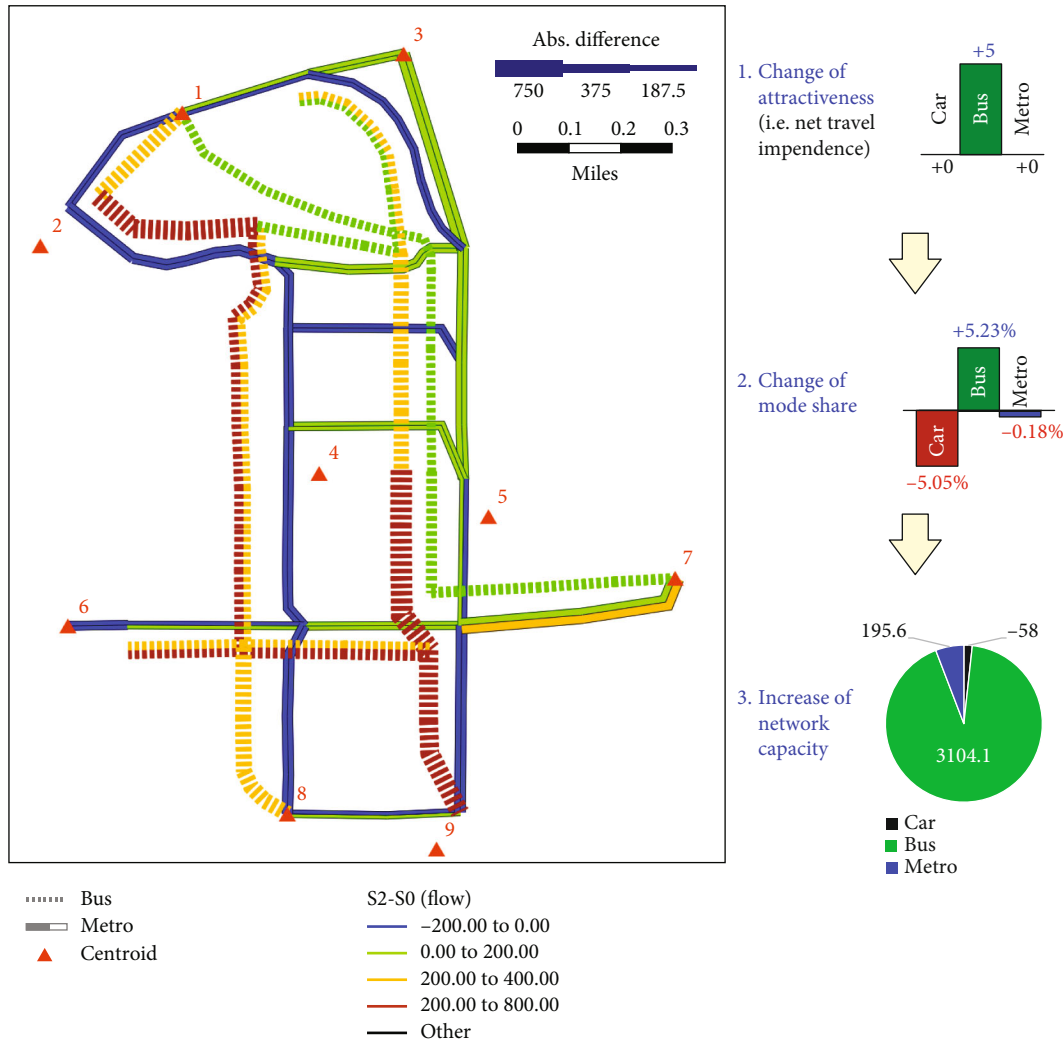 1
2
3
4
5
6
7
8
9
Abs. difference
750 375 187.5
0 0.1 0.2 0.3
Miles
Bus
Metro
Centroid
S2-S0 (flow)
−200.00 to 0.00
0.00 to 200.00
200.00 to 400.00
200.00 to 800.00
Other
1. Change of
attractiveness
(i.e. net travel
impendence)
+5
Car
Bus
Metro
+0
+0
2. Change of
mode share
+5.23%
Car
Bus
Metro
−5.05%
−0.18%
3. Increase of
network
capacity
195.6
−58
3104.1
Car
Bus
Metro